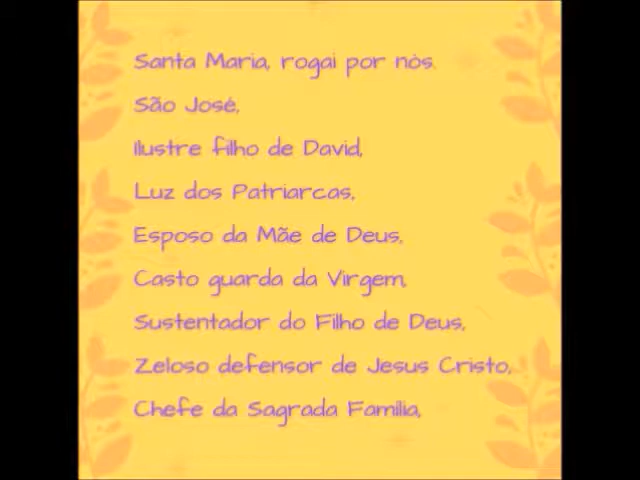 Santa Maria, rogai por nós.
São José,
Ilustre filho de David,
Luz dos Patriarcas,
Esposo da Mãe de Deus,
Casto guarda da Virgem,
Sustentador do Filho de Deus,
Zeloso defensor de Jesus Cristo,
Chefe da Sagrada Família,